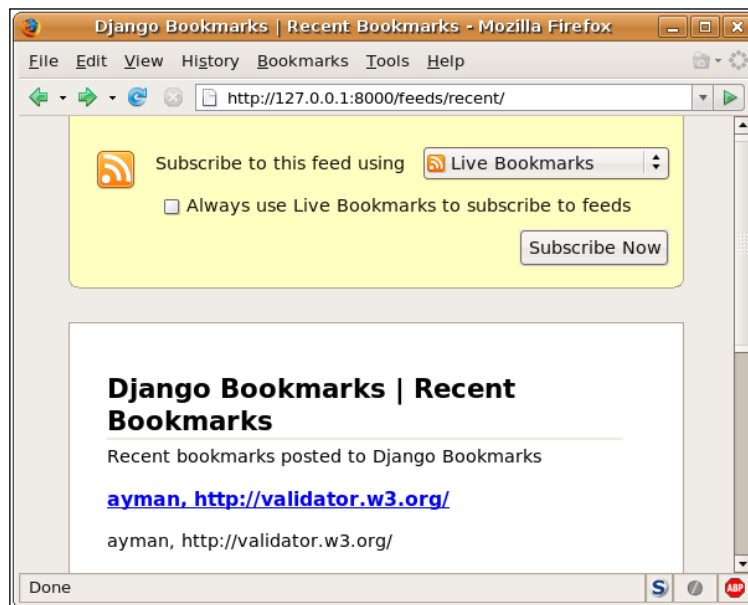 Django Bookmarks | Recent Bookmarks - Mozilla Firefox
File Edit View History Bookmarks Tools Help
http://127.0.0.1:8000/feeds/recent/
Subscribe to this feed using Live Bookmarks
Always use Live Bookmarks to subscribe to feeds
Subscribe Now
Django Bookmarks | Recent
Bookmarks
Recent bookmarks posted to Django Bookmarks
ayman, http://validator.w3.org/
ayman, http://validator.w3.org/
Done S ABP